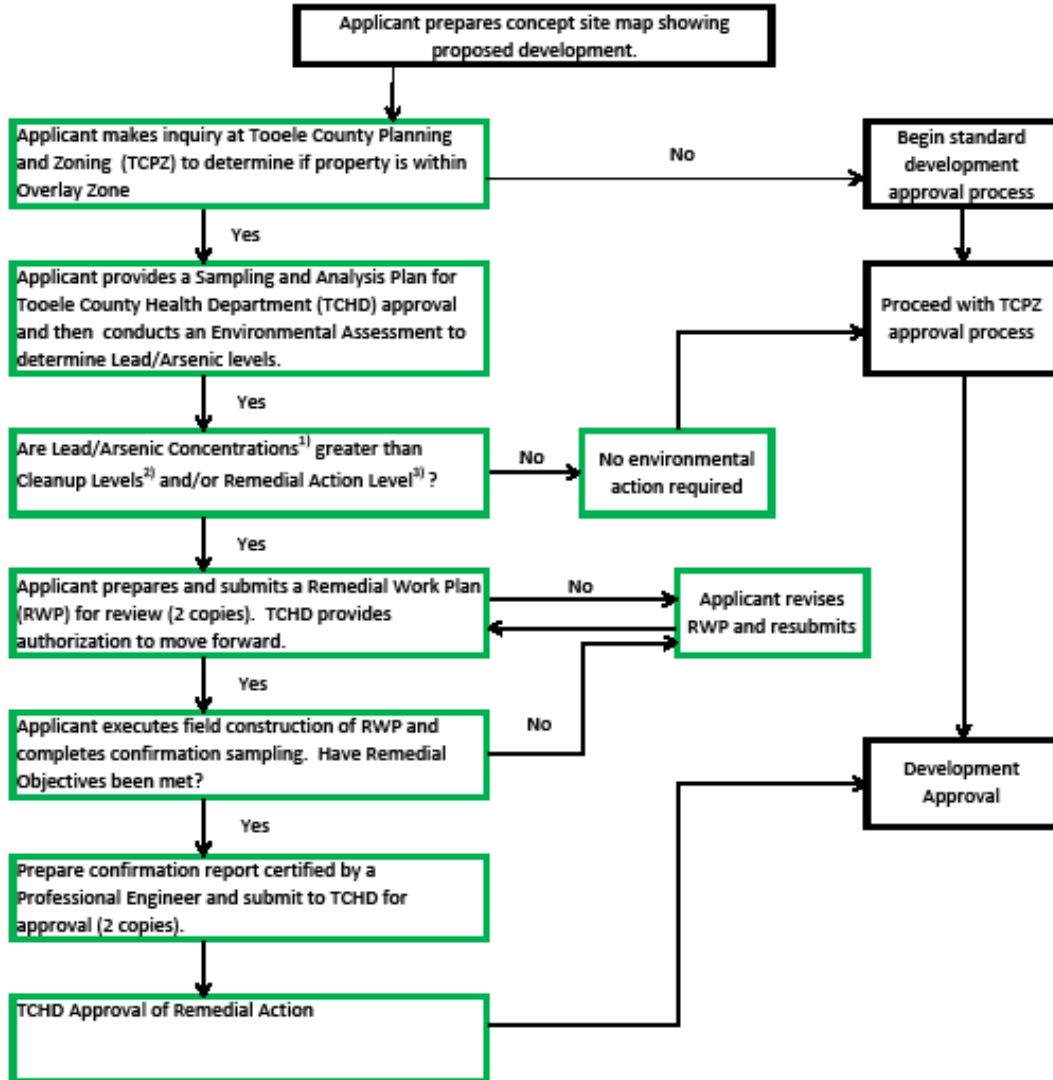 Applicant prepares concept site map showing
proposed development.
Applicant makes inquiry at Tooele County Planning
and Zoning (TCPZ) to determine if property is within
Overlay Zone
No
Begin standard
development
approval process
Yes
Applicant provides a Sampling and Analysis Plan for
Tooele County Health Department (TCHD) approval
and then conducts an Environmental Assessment to
determine Lead/Arsenic levels.
Proceed with TCPZ
approval process
Yes
Are Lead/Arsenic Concentrations1) greater than
Cleanup Levels2) and/or Remedial Action Level3) ?
No
No environmental
action required
Yes
Applicant prepares and submits a Remedial Work Plan
(RWP) for review (2 copies). TCHD provides
authorization to move forward.
No
Applicant revises
RWP and resubmits
Yes
Applicant executes field construction of RWP and
completes confirmation sampling. Have Remedial
Objectives been met?
No
Development
Approval
Yes
Prepare confirmation report certified by a
Professional Engineer and submit to TCHD for
approval (2 copies).
TCHD Approval of Remedial Action